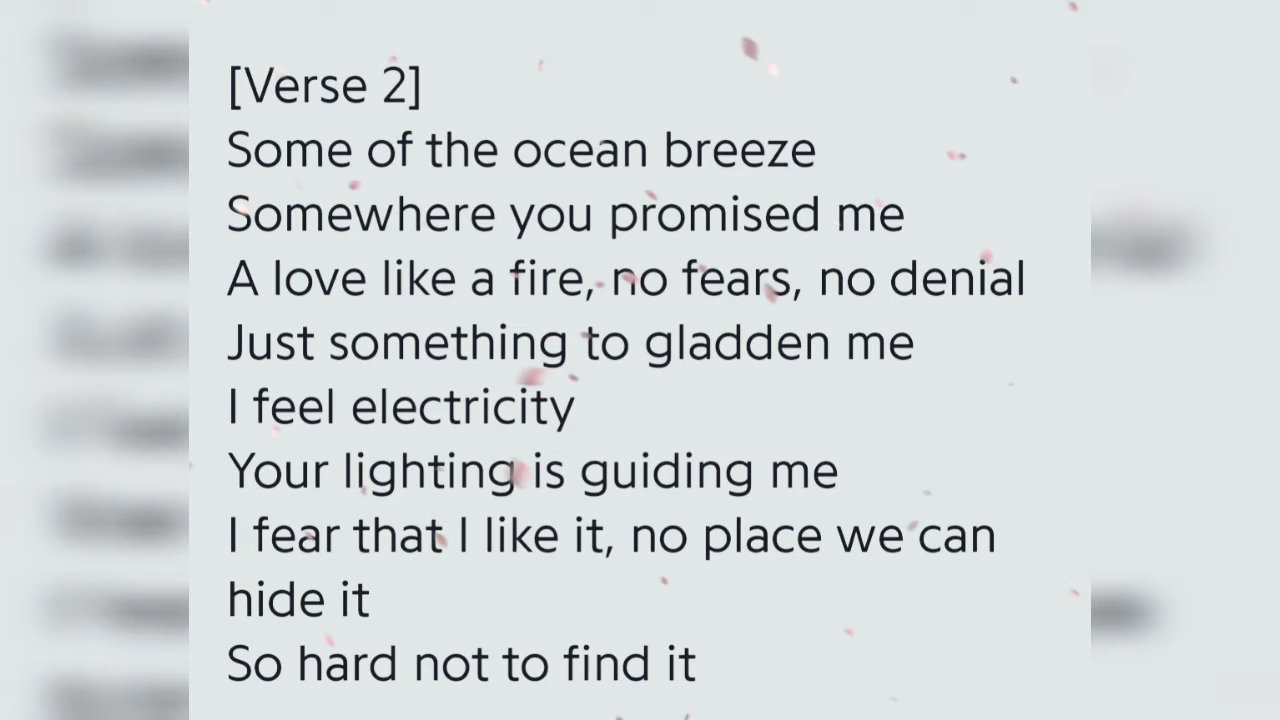 [Verse 2]
Some of the ocean breeze
Somewhere you promised me
A love like a fire, no fears, no denial
Just something to gladden me
I feel electricity
Your lighting is guiding me
I fear that I like it, no place we can
hide it
So hard not to find it